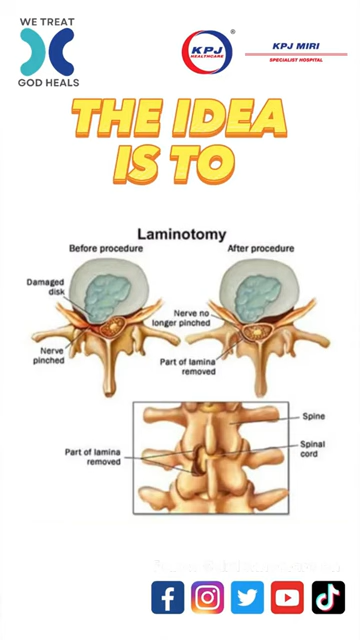 WE TREAT
GOD HEALS
KPJ
HEALTHCARE
®
KPJ MIRI
SPECIALIST HOSPITAL
THE IDEA
IS TO
Laminotomy
Before procedure
After procedure
Damaged
disk
Nerve
pinched
Nerve no
longer pinched
Part of lamina
removed
Spine
Spinal
cord
Part of lamina
removed